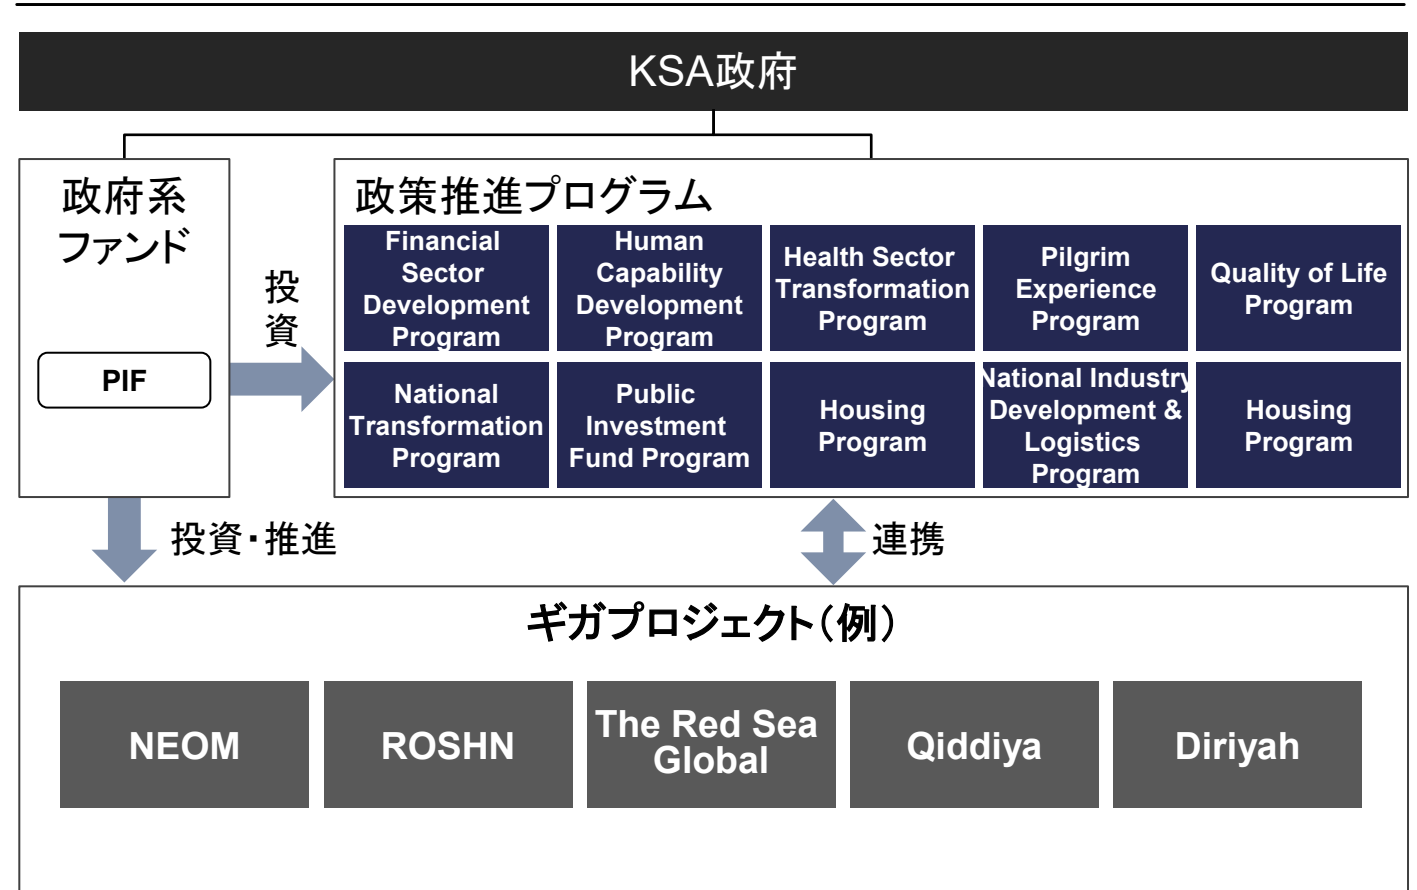 KSA政府
政府系
ファンド
PIF
投
資
政策推進プログラム
Financial
Sector
Development
Program
Human
Capability
Development
Program
Health Sector
Transformation
Program
Pilgrim
Experience
Program
Quality of Life
Program
National
Transformation
Program
Public
Investment
Fund Program
Housing
Program
National Industry
Development &
Logistics
Program
Housing
Program
投資・推進
連携
ギガプロジェクト（例）
NEOM
ROSHN
The Red Sea
Global
Qiddiya
Diriyah